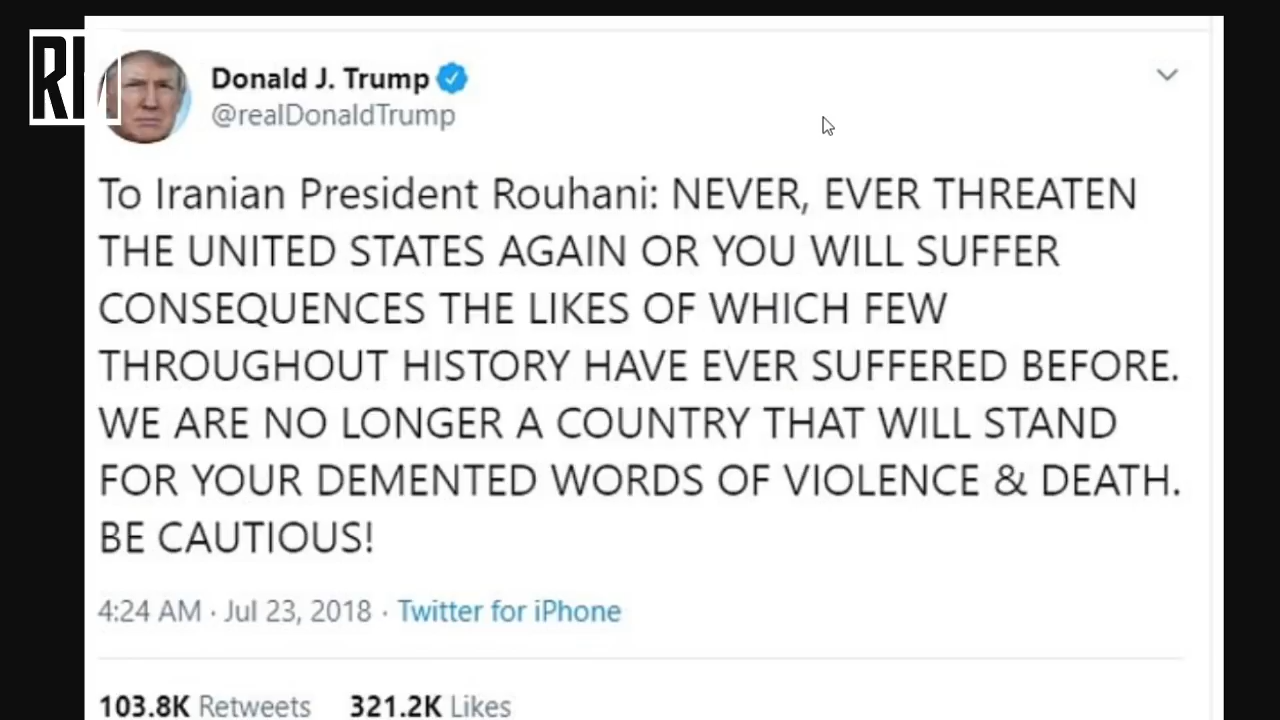 RM
Donald J. Trump
@realDonaldTrump
To Iranian President Rouhani: NEVER, EVER THREATEN
THE UNITED STATES AGAIN OR YOU WILL SUFFER
CONSEQUENCES THE LIKES OF WHICH FEW
THROUGHOUT HISTORY HAVE EVER SUFFERED BEFORE.
WE ARE NO LONGER A COUNTRY THAT WILL STAND
FOR YOUR DEMENTED WORDS OF VIOLENCE & DEATH.
BE CAUTIOUS!
4:24 AM · Jul 23, 2018 · Twitter for iPhone
103.8K Retweets 321.2K Likes